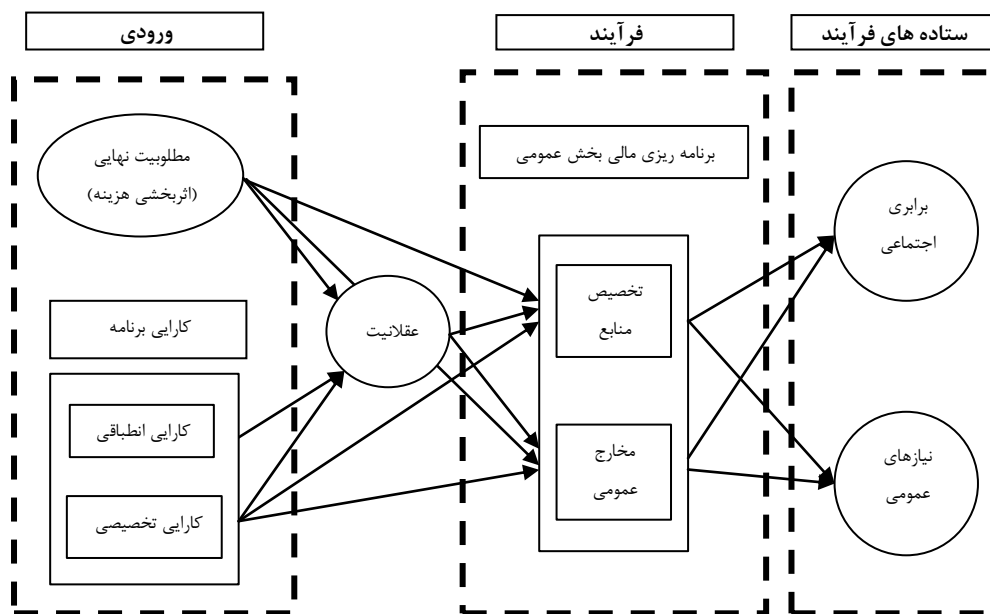 ورودی
فرآیند
ستاده های فرآیند
مطلوبیت نهایی
(اثربخشی هزینه)
کارایی برنامه
کارایی انطباقی
کارایی تخصیصی
عقلانیت
برنامه ریزی مالی بخش عمومی
تخصیص
منابع
مخارج
عمومی
برابری
اجتماعی
نیازهای
عمومی